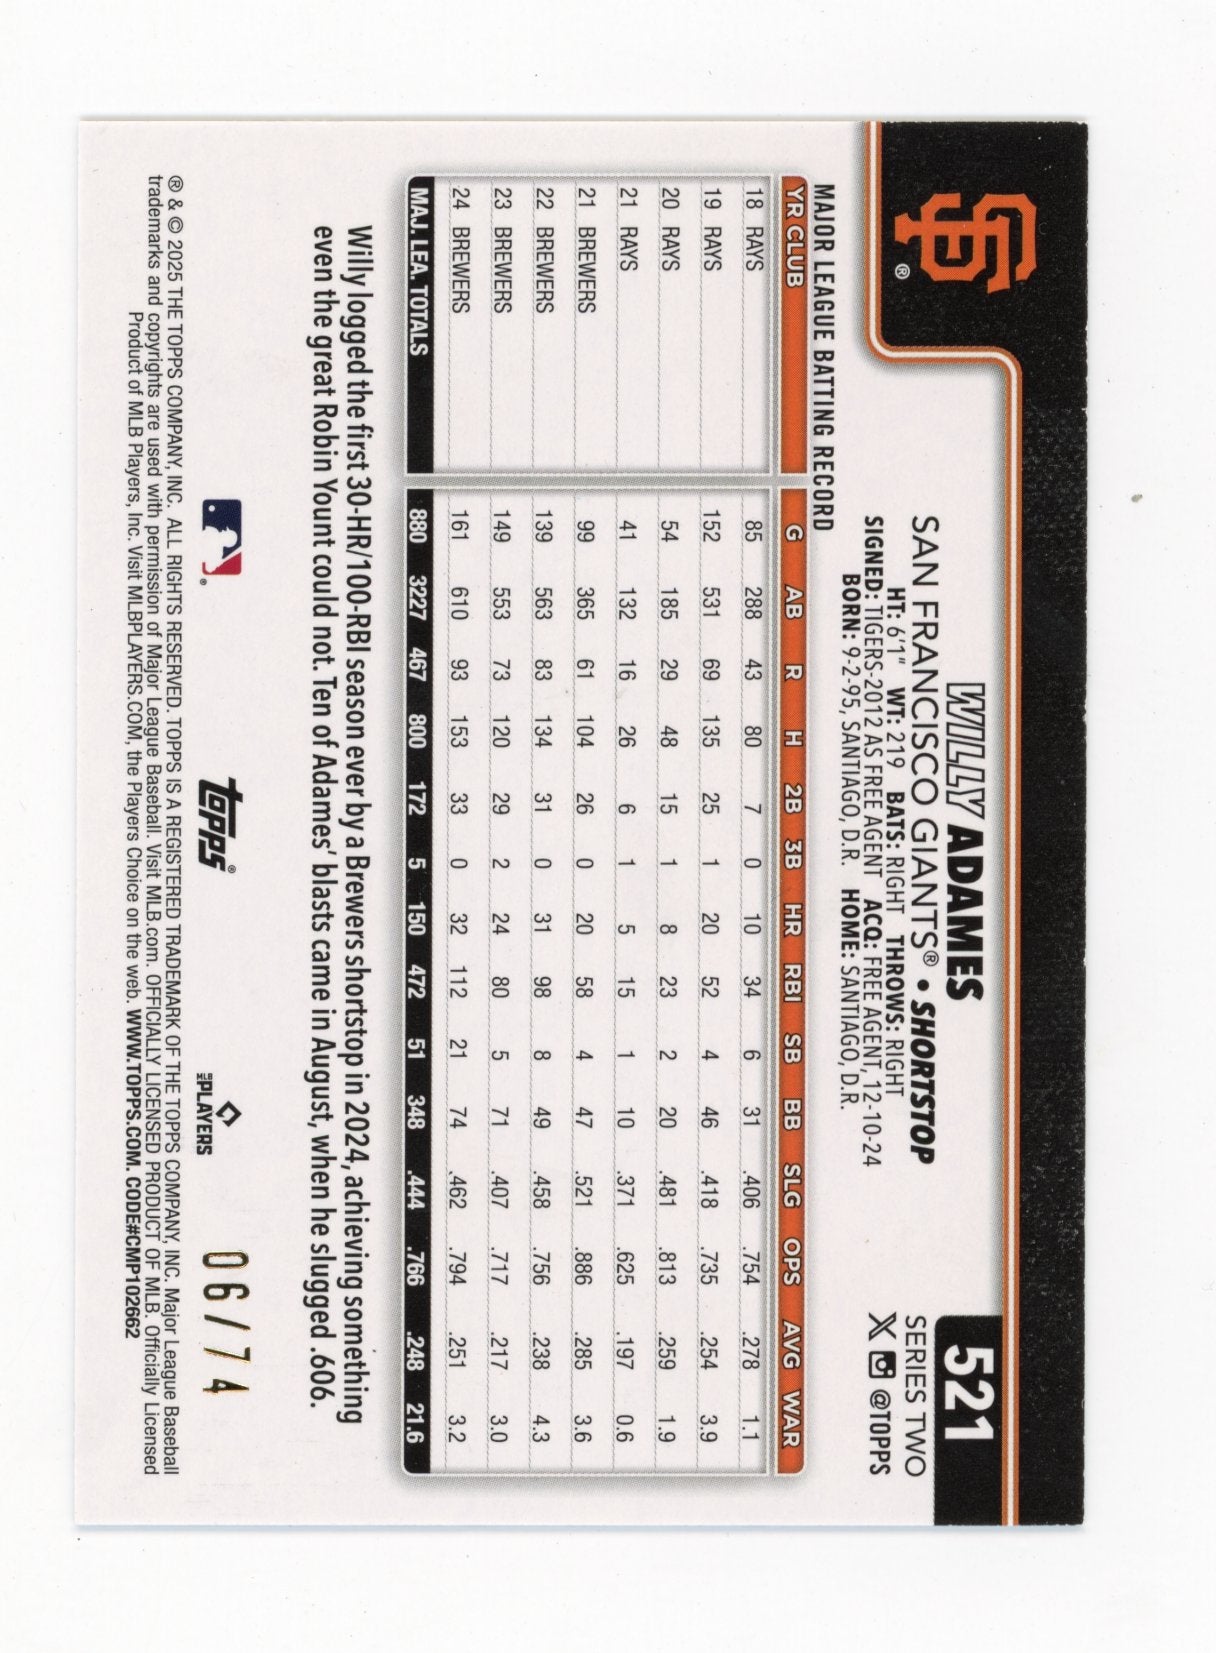 WILLY ADAMES
SAN FRANCISCO GIANTS® • SHORTSTOP
HT: 6'1" WT: 219 BATS: RIGHT THROWS: RIGHT
SIGNED: TIGERS-2012 AS FREE AGENT ACQ: FREE AGENT, 12-10-24
BORN: 9-2-95, SANTIAGO, D.R. HOME: SANTIAGO, D.R.
521
SERIES TWO
X @TOPPS
SF®
MAJOR LEAGUE BATTING RECORD
YR CLUB G AB R H 2B 3B HR RBI SB BB SLG OPS AVG WAR
18 RAYS 85 288 43 80 7 0 10 34 6 31 .406 .754 .278 1.1
19 RAYS 152 531 69 135 25 1 20 52 4 46 .418 .735 .254 3.9
20 RAYS 54 185 29 48 15 1 8 23 2 20 .481 .813 .259 1.9
21 RAYS 41 132 16 26 6 1 5 15 1 10 .371 .625 .197 0.6
21 BREWERS 99 365 61 104 26 0 20 58 4 47 .521 .886 .285 3.6
22 BREWERS 139 563 83 134 31 0 31 98 8 49 .458 .756 .238 4.3
23 BREWERS 149 553 73 120 29 2 24 80 5 71 .407 .717 .217 3.0
24 BREWERS 161 610 93 153 33 0 32 112 21 74 .462 .794 .251 3.2
MAJ. LEA. TOTALS 880 3227 467 800 172 5 150 472 51 348 .444 .766 .248 21.6
Willy logged the first 30-HR/100-RBI season ever by a Brewers shortstop in 2024, achieving something
even the great Robin Yount could not. Ten of Adames' blasts came in August, when he slugged .606.
topps®
MLB PLAYERS
06/74
® & © 2025 THE TOPPS COMPANY, INC. ALL RIGHTS RESERVED. TOPPS IS A REGISTERED TRADEMARK OF THE TOPPS COMPANY, INC. Major League Baseball
trademarks and copyrights are used with permission of Major League Baseball. Visit MLB.com. OFFICIALLY LICENSED PRODUCT OF MLB. Officially Licensed
Product of MLB Players, Inc. Visit MLBPLAYERS.COM, the Players Choice on the web. WWW.TOPPS.COM. CODE#CMP102662